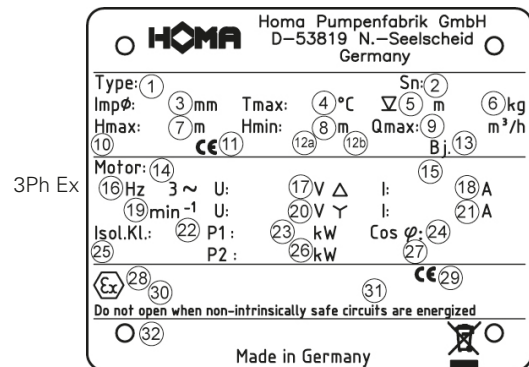 HOMA
Homa Pumpenfabrik GmbH
D-53819 N.-Seelscheid
Germany
Type: 1 Sn: 2
Impø: 3 mm Tmax: 4 °C ∇ 5 m 6 kg
Hmax: 7 m Hmin: 8 m Qmax: 9 m³/h
10 CE 11 12a 12b Bj. 13
3Ph Ex
Motor: 14 15
16 Hz 3~ U: 17 V △ I: 18 A
19 min⁻¹ U: 20 V Y I: 21 A
Isol.Kl.: 22 P1: 23 kW Cos φ: 24
25 P2: 26 kW 27
Ex 28 30 31 CE 29
Do not open when non-intrinsically safe circuits are energized
32
Made in Germany